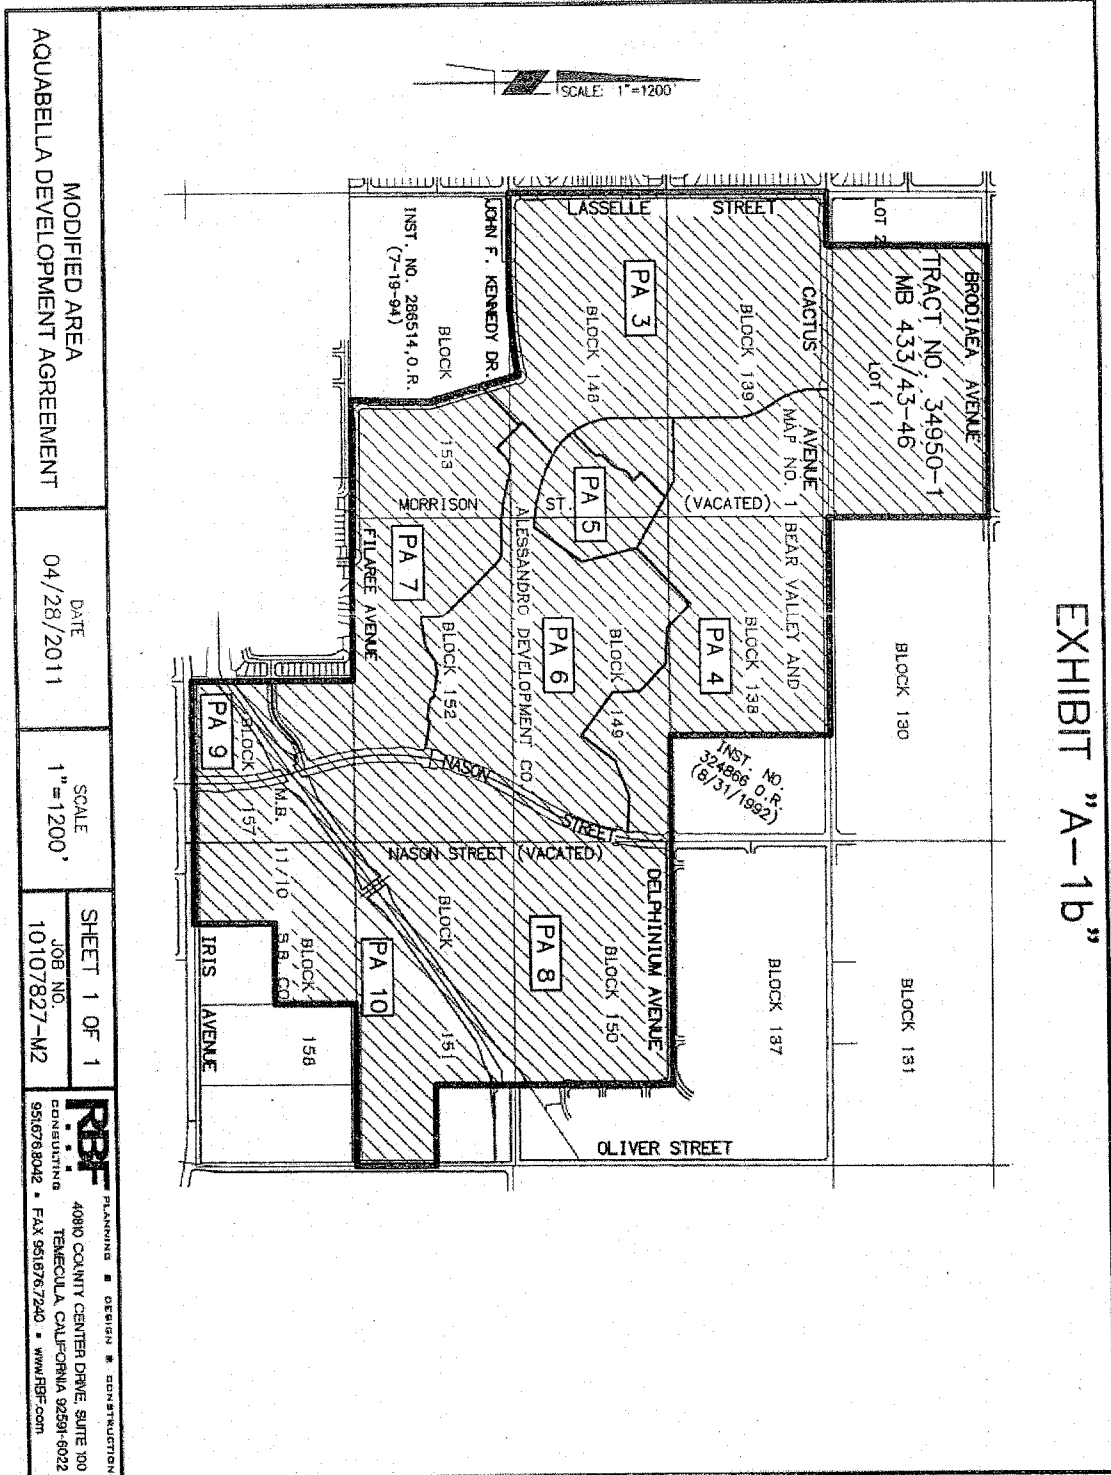 EXHIBIT "A-1b"
SCALE: 1"=1200'
BRODIAEA AVENUE
TRACT NO. 34950-1
MB 433/43-46
LOT 1
LOT 2
BLOCK 130
BLOCK 131
CACTUS AVENUE
MAP NO. 1 BEAR VALLEY AND
ALESSANDRO DEVELOPMENT CO.
LASSELLE STREET
BLOCK 139
BLOCK 138
PA 3
PA 4
INST. NO.
324866 O.R.
(8/31/1992)
BLOCK 137
(VACATED)
BLOCK 148
PA 5
BLOCK 149
PA 6
DELPHINIUM AVENUE
BLOCK 150
PA 8
OLIVER STREET
JOHN F. KENNEDY DR.
INST. NO. 286514,O.R.
(7-19-94)
BLOCK 153
MORRISON ST.
PA 7
FILAREE AVENUE
BLOCK 152
NASON STREET
NASON STREET (VACATED)
BLOCK 151
PA 10
PA 9
BLOCK 157
M.B. 11/10 S.B. CO.
BLOCK 158
IRIS AVENUE
MODIFIED AREA
AQUABELLA DEVELOPMENT AGREEMENT
DATE
04/28/2011
SCALE
1"=1200'
SHEET 1 OF 1
JOB NO.
10107827-M2
RBF
CONSULTING
PLANNING ■ DESIGN ■ CONSTRUCTION
40810 COUNTY CENTER DRIVE, SUITE 100
TEMECULA, CALIFORNIA 92591-6022
951.676.8042 • FAX 951.676.7240 • www.RBF.com